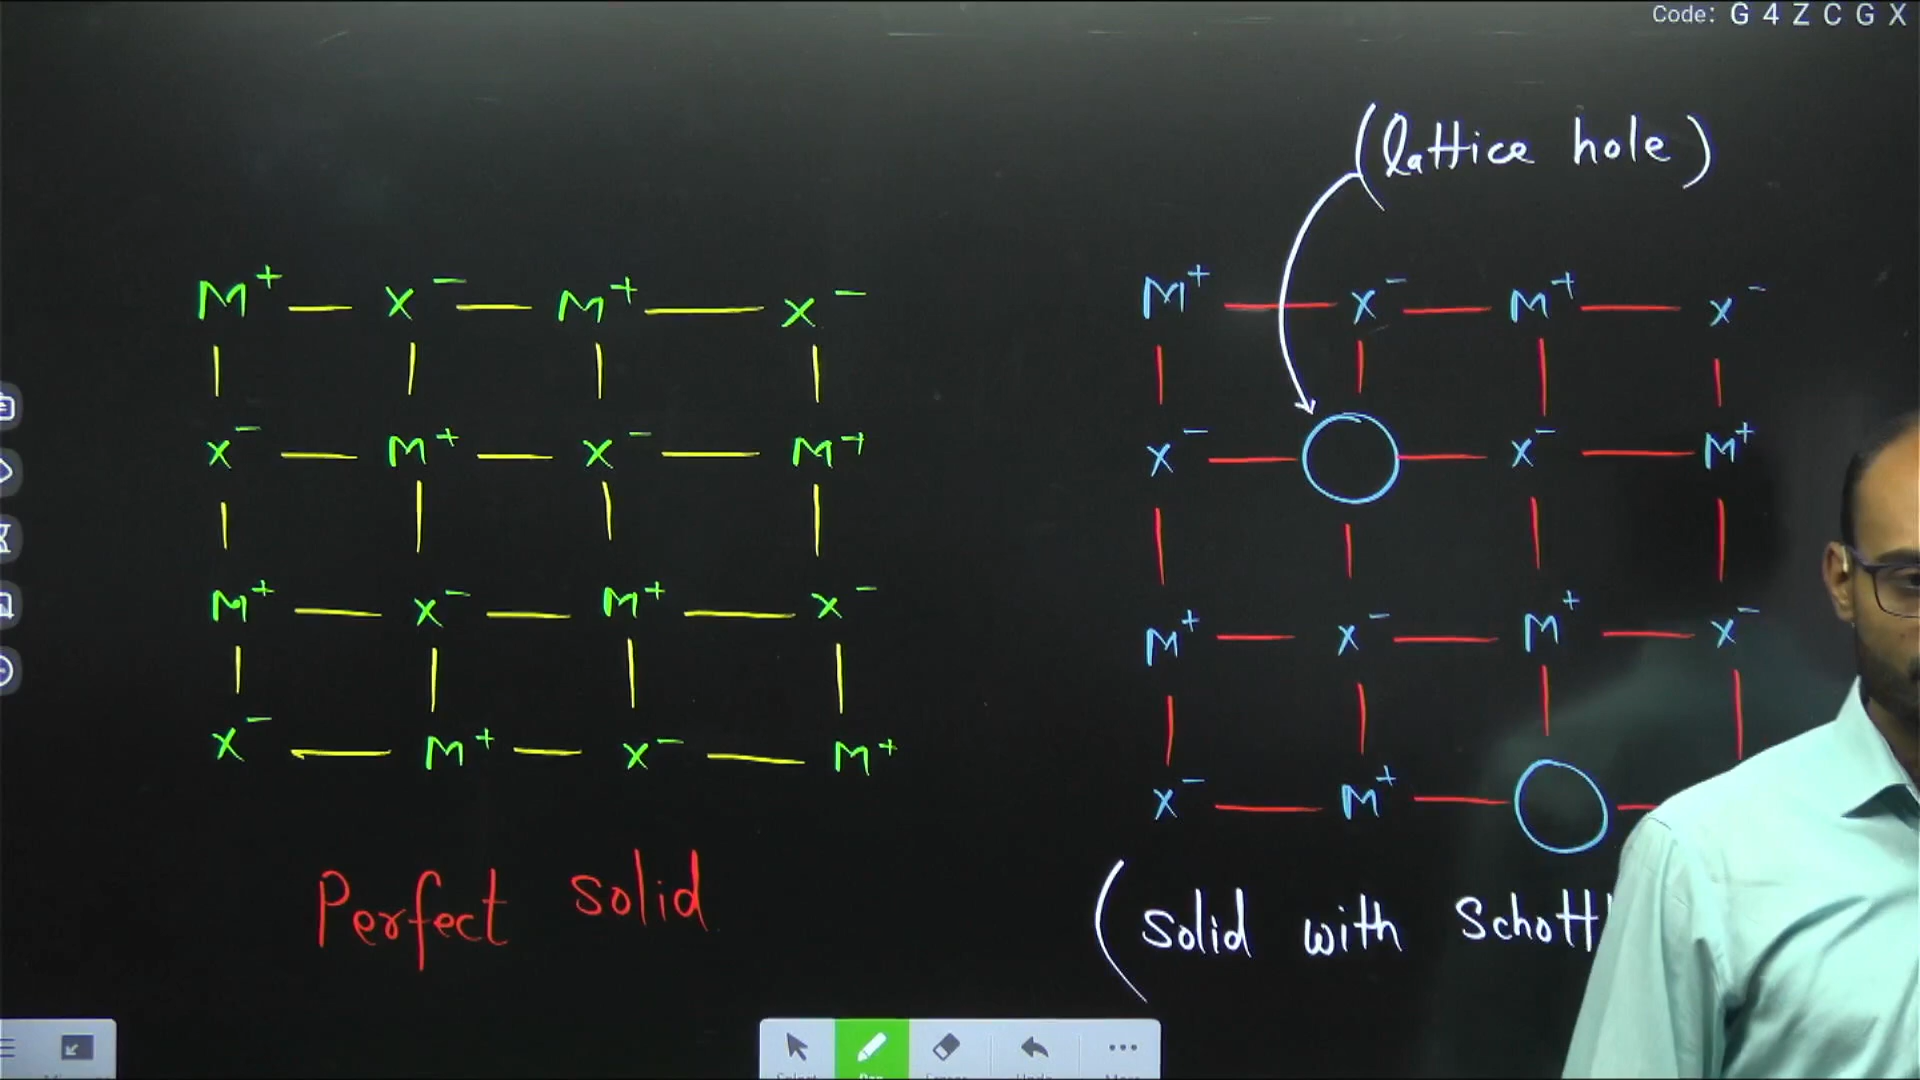 Code: G 4 Z C G X
(lattice hole)
M⁺ — X⁻ — M⁺ — X⁻
X⁻ — M⁺ — X⁻ — M⁺
M⁺ — X⁻ — M⁺ — X⁻
X⁻ — M⁺ — X⁻ — M⁺
Perfect solid
M⁺ — X⁻ — M⁺ — X⁻
X⁻ — ◯ — X⁻ — M⁺
M⁺ — X⁻ — M⁺ — X⁻
X⁻ — M⁺ — ◯ —
(solid with Schott